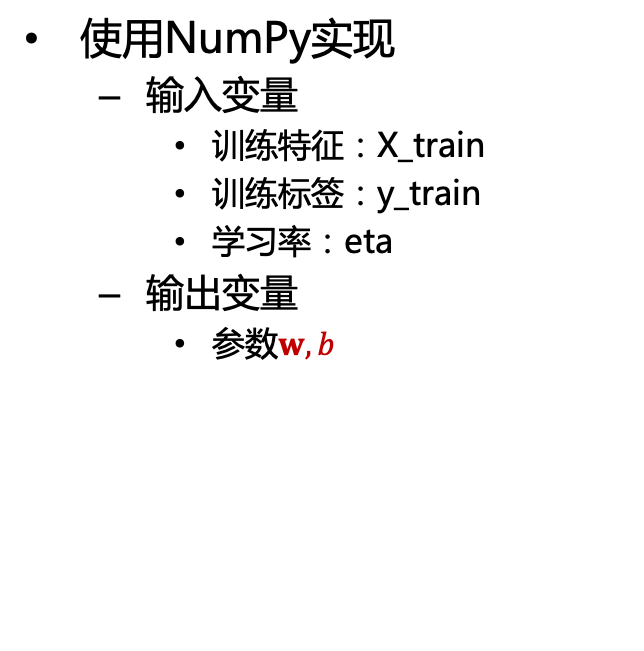 • 使用NumPy实现
– 输入变量
• 训练特征：X_train
• 训练标签：y_train
• 学习率：eta
– 输出变量
• 参数w, b